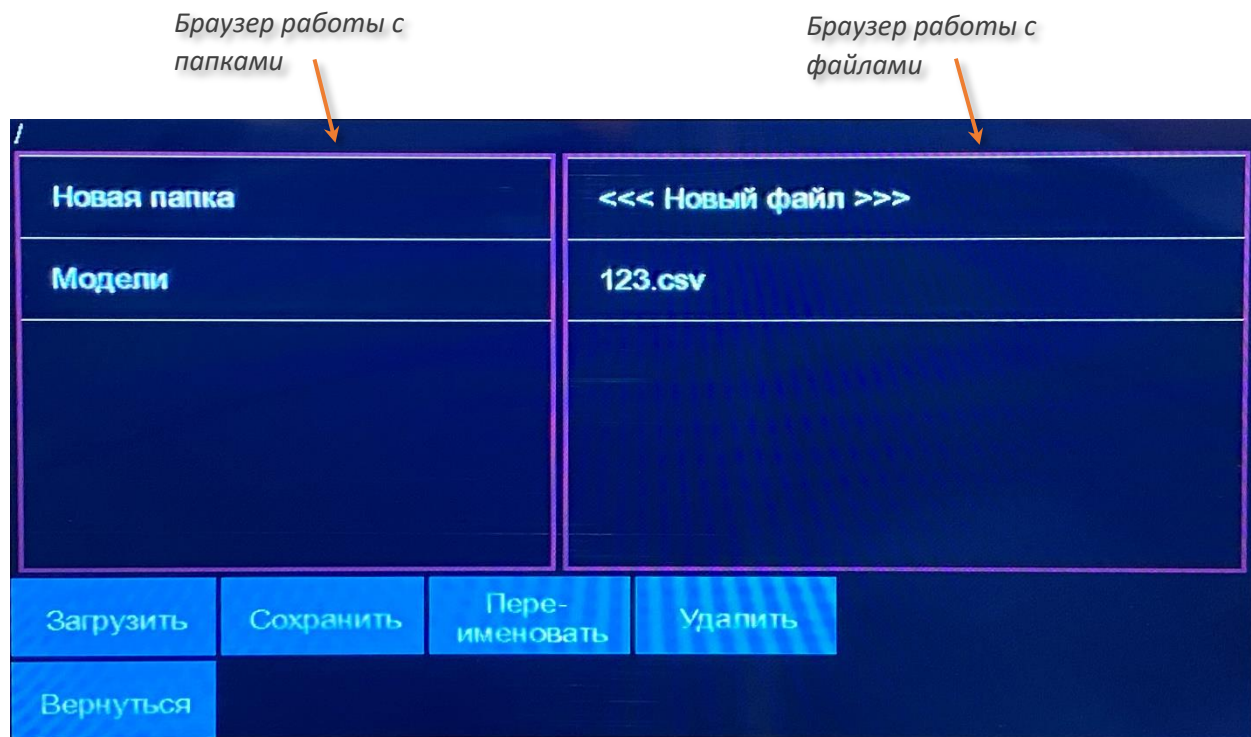 Браузер работы с
папками
Браузер работы с
файлами
/
Новая папка
<<< Новый файл >>>
Модели
123.csv
Загрузить
Сохранить
Пере-
именовать
Удалить
Вернуться